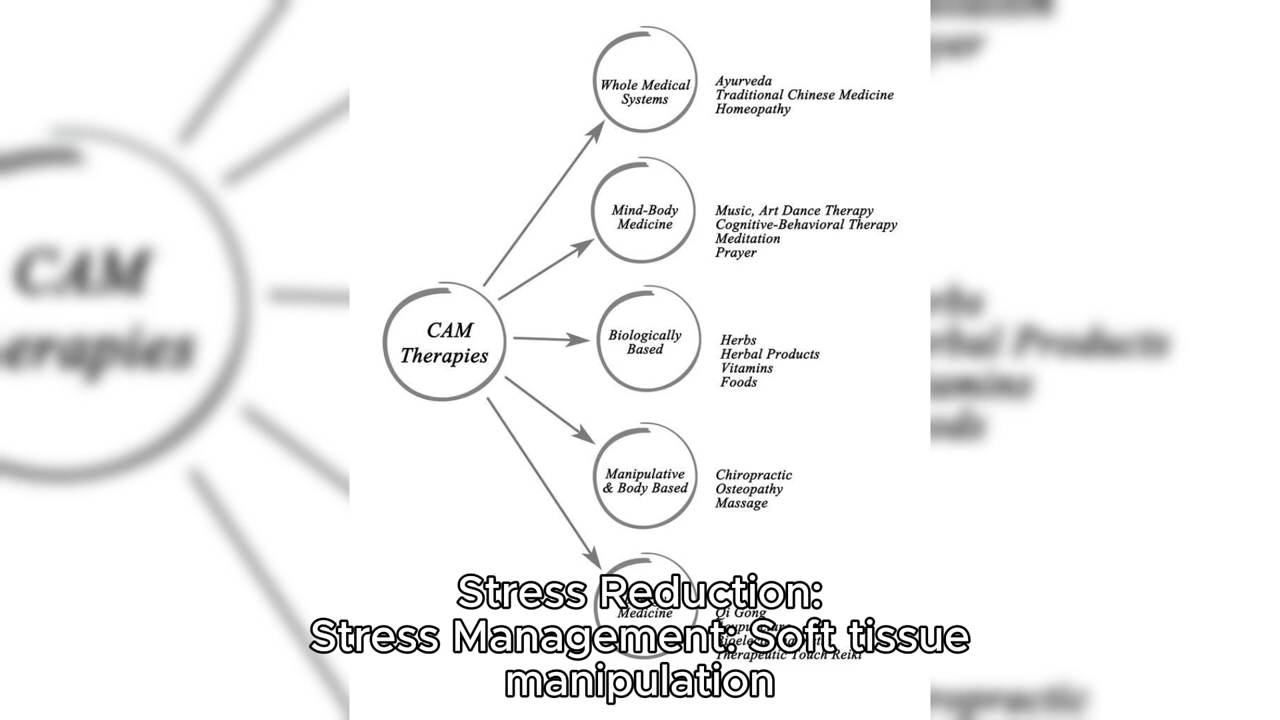 Whole Medical
Systems
Ayurveda
Traditional Chinese Medicine
Homeopathy
Mind-Body
Medicine
Music, Art Dance Therapy
Cognitive-Behavioral Therapy
Meditation
Prayer
CAM
Therapies
Biologically
Based
Herbs
Herbal Products
Vitamins
Foods
Manipulative
& Body Based
Chiropractic
Osteopathy
Massage
Medicine
Qi Gong
Therapeutic Touch Reiki
Stress Reduction:
Stress Management: Soft tissue
manipulation
CAM